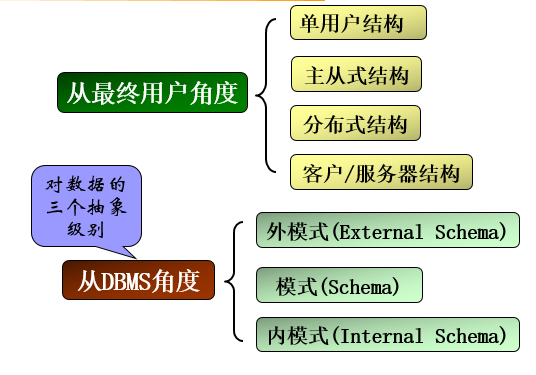 单用户结构
主从式结构
从最终用户角度
分布式结构
客户/服务器结构
对数据的
三个抽象
级别
外模式(External Schema)
从DBMS角度
模式(Schema)
内模式(Internal Schema)